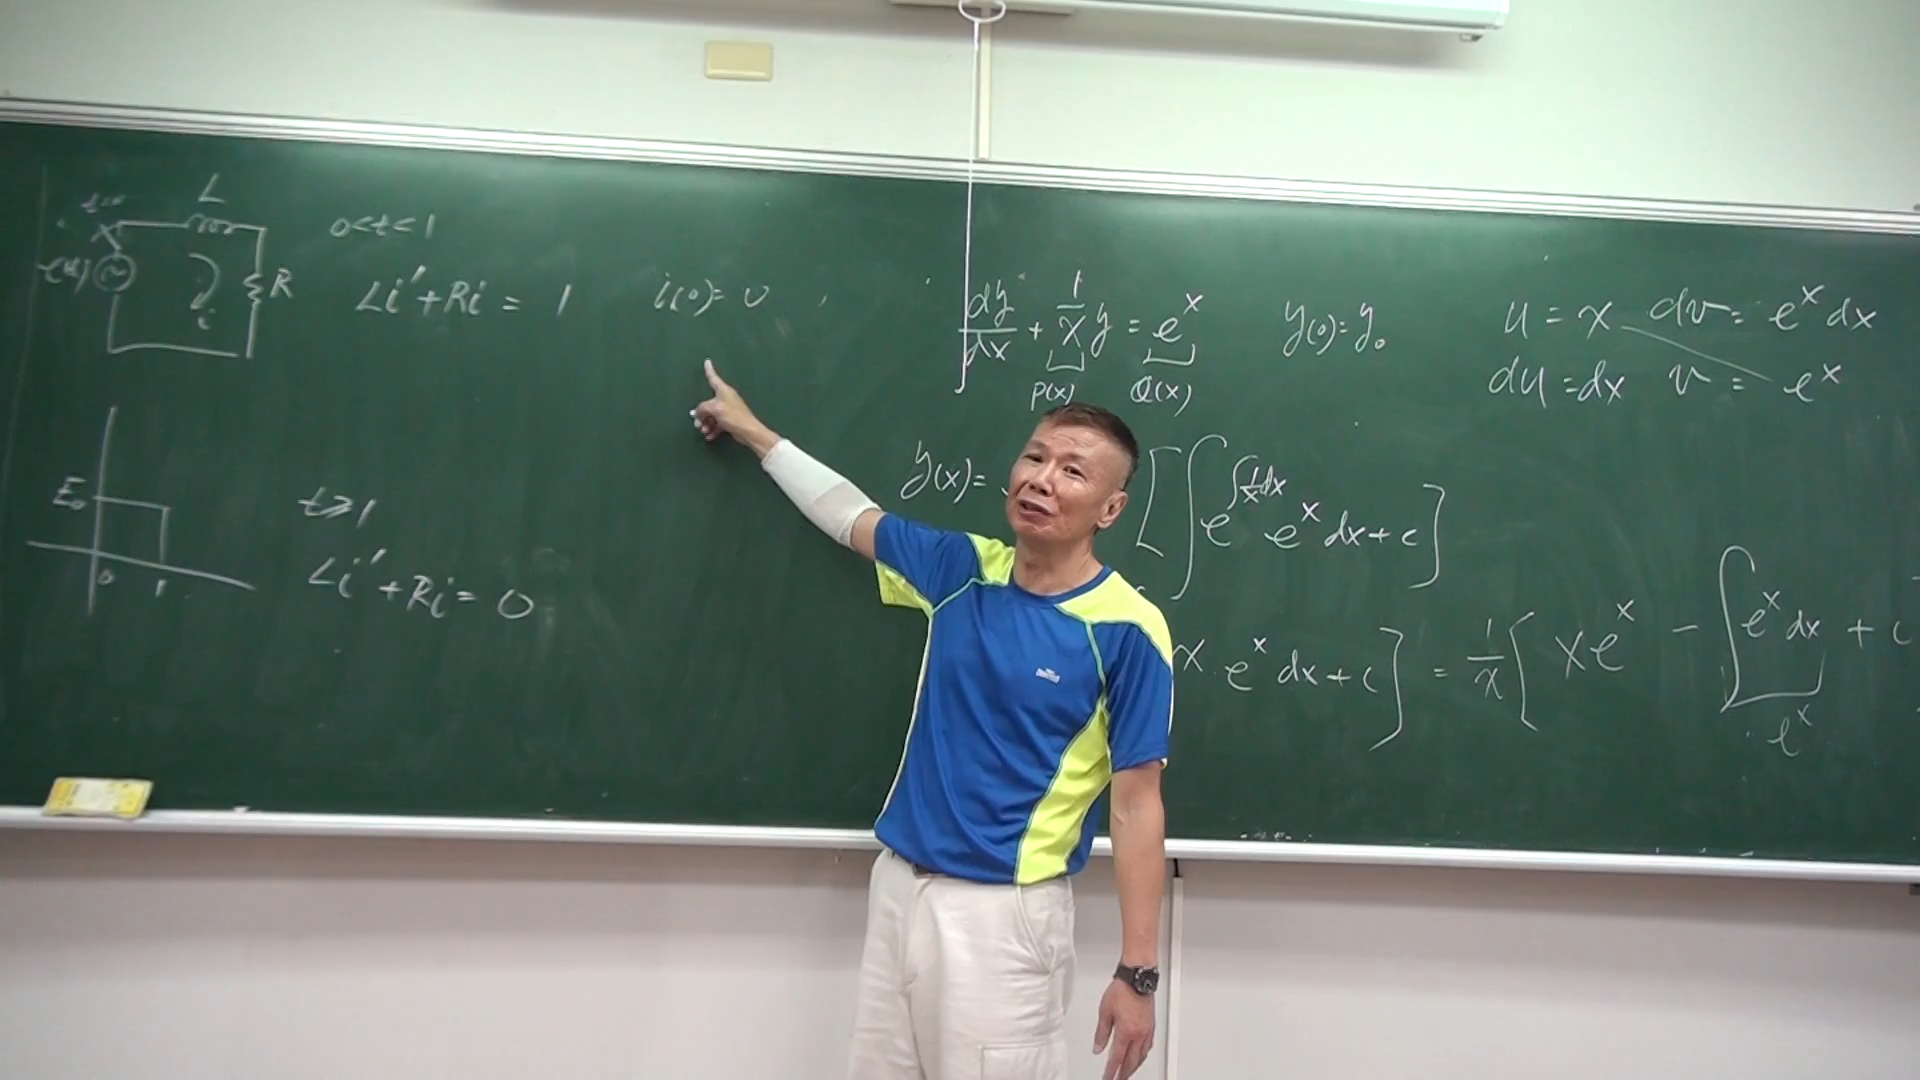 L
0<t<1
R
i
Li' + Ri = 1    i(0) = 0
E₀
0    1
t ≥ 1
Li' + Ri = 0
dy/dx + 1/x y = e^x    y(0) = y₀
P(x)    Q(x)
y(x) = [∫ e^{∫ 1/x dx} e^x dx + c]
x · e^x dx + c] = 1/x [ x e^x − ∫ e^x dx + c
e^x
u = x    dv = e^x dx
du = dx    v = e^x